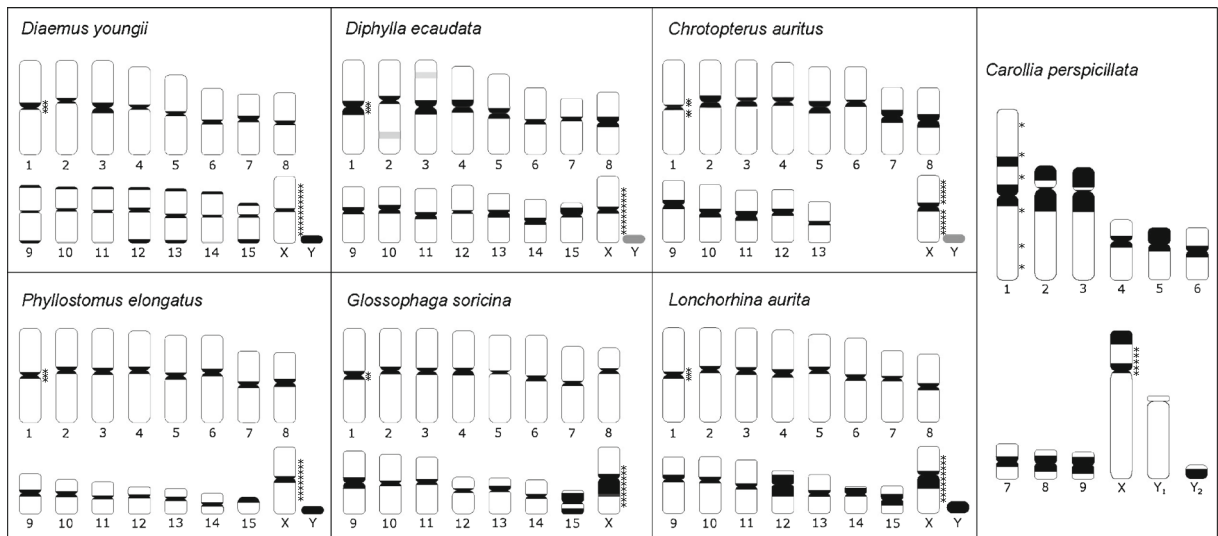 Diaemus youngii
1 2 3 4 5 6 7 8
9 10 11 12 13 14 15 X Y
Diphylla ecaudata
1 2 3 4 5 6 7 8
9 10 11 12 13 14 15 X Y
Chrotopterus auritus
1 2 3 4 5 6 7 8
9 10 11 12 13 X Y
Carollia perspicillata
1 2 3 4 5 6
7 8 9 X Y₁ Y₂
Phyllostomus elongatus
1 2 3 4 5 6 7 8
9 10 11 12 13 14 15 X Y
Glossophaga soricina
1 2 3 4 5 6 7 8
9 10 11 12 13 14 15 X
Lonchorhina aurita
1 2 3 4 5 6 7 8
9 10 11 12 13 14 15 X Y